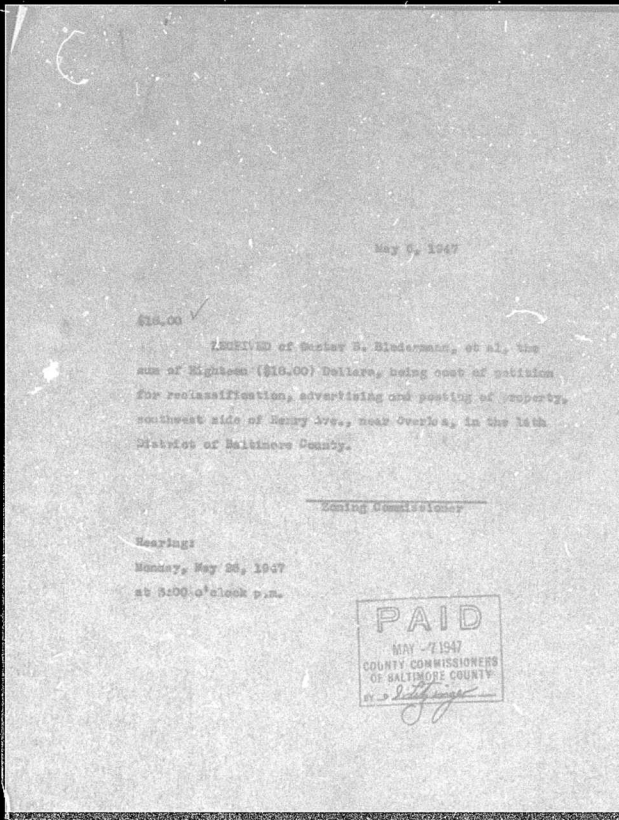 May 6, 1947
$18.00 ✓
RECEIVED of Gustav B. Biedermann, et al, the
sum of Eighteen ($18.00) Dollars, being cost of petition
for reclassification, advertising and posting of property,
southwest side of Henry Ave., near Overlea, in the 14th
District of Baltimore County.
Zoning Commissioner
Hearing:
Monday, May 26, 1947
at 3:00 o'clock p.m.
PAID
MAY -7 1947
COUNTY COMMISSIONERS
OF BALTIMORE COUNTY
BY